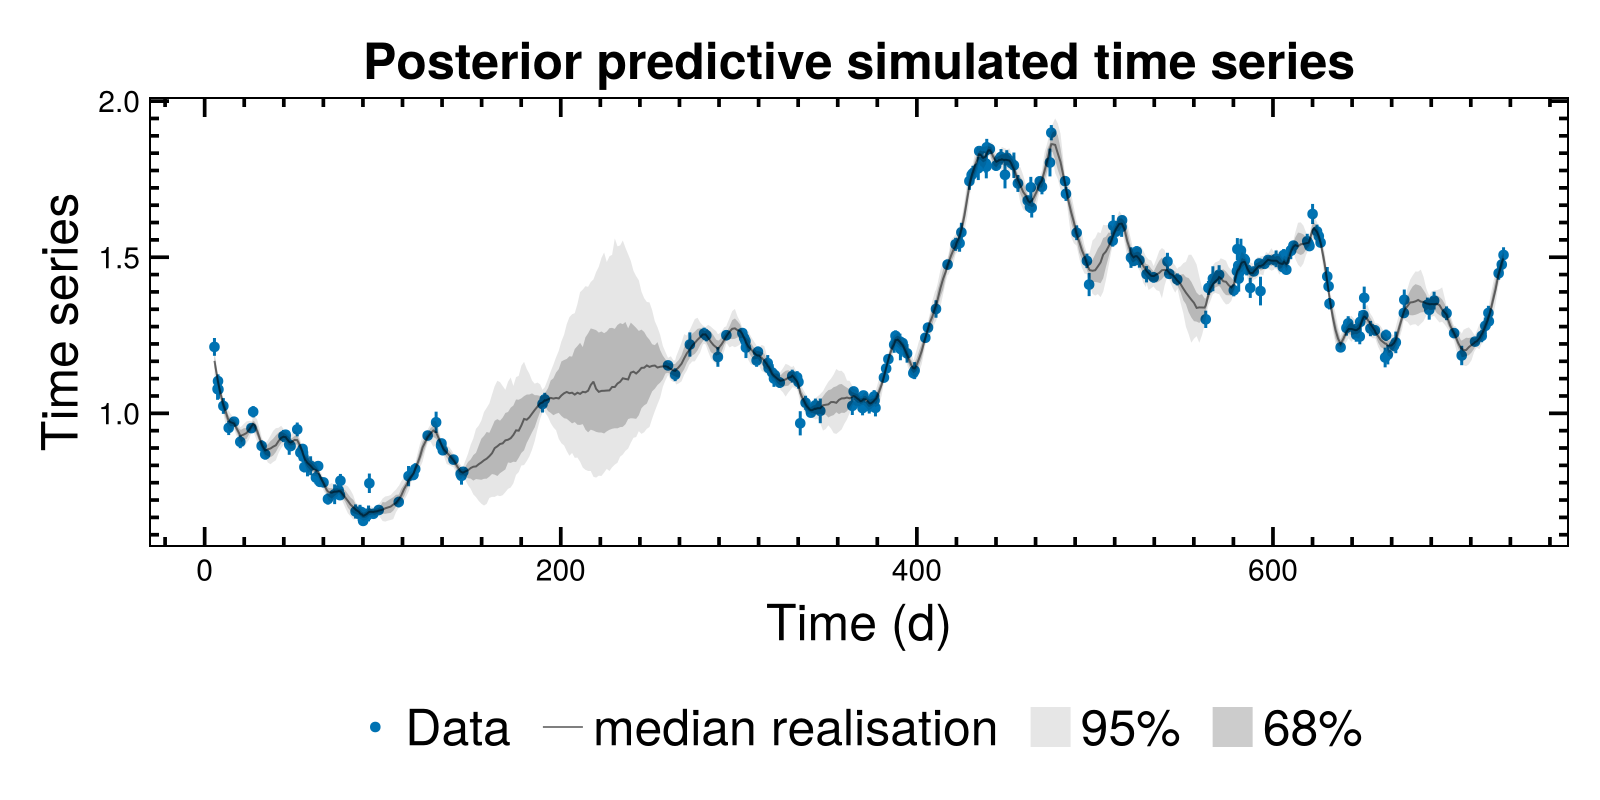 Posterior predictive simulated time series
2.0
1.5
1.0
Time series
0
200
400
600
Time (d)
Data
median realisation
95%
68%